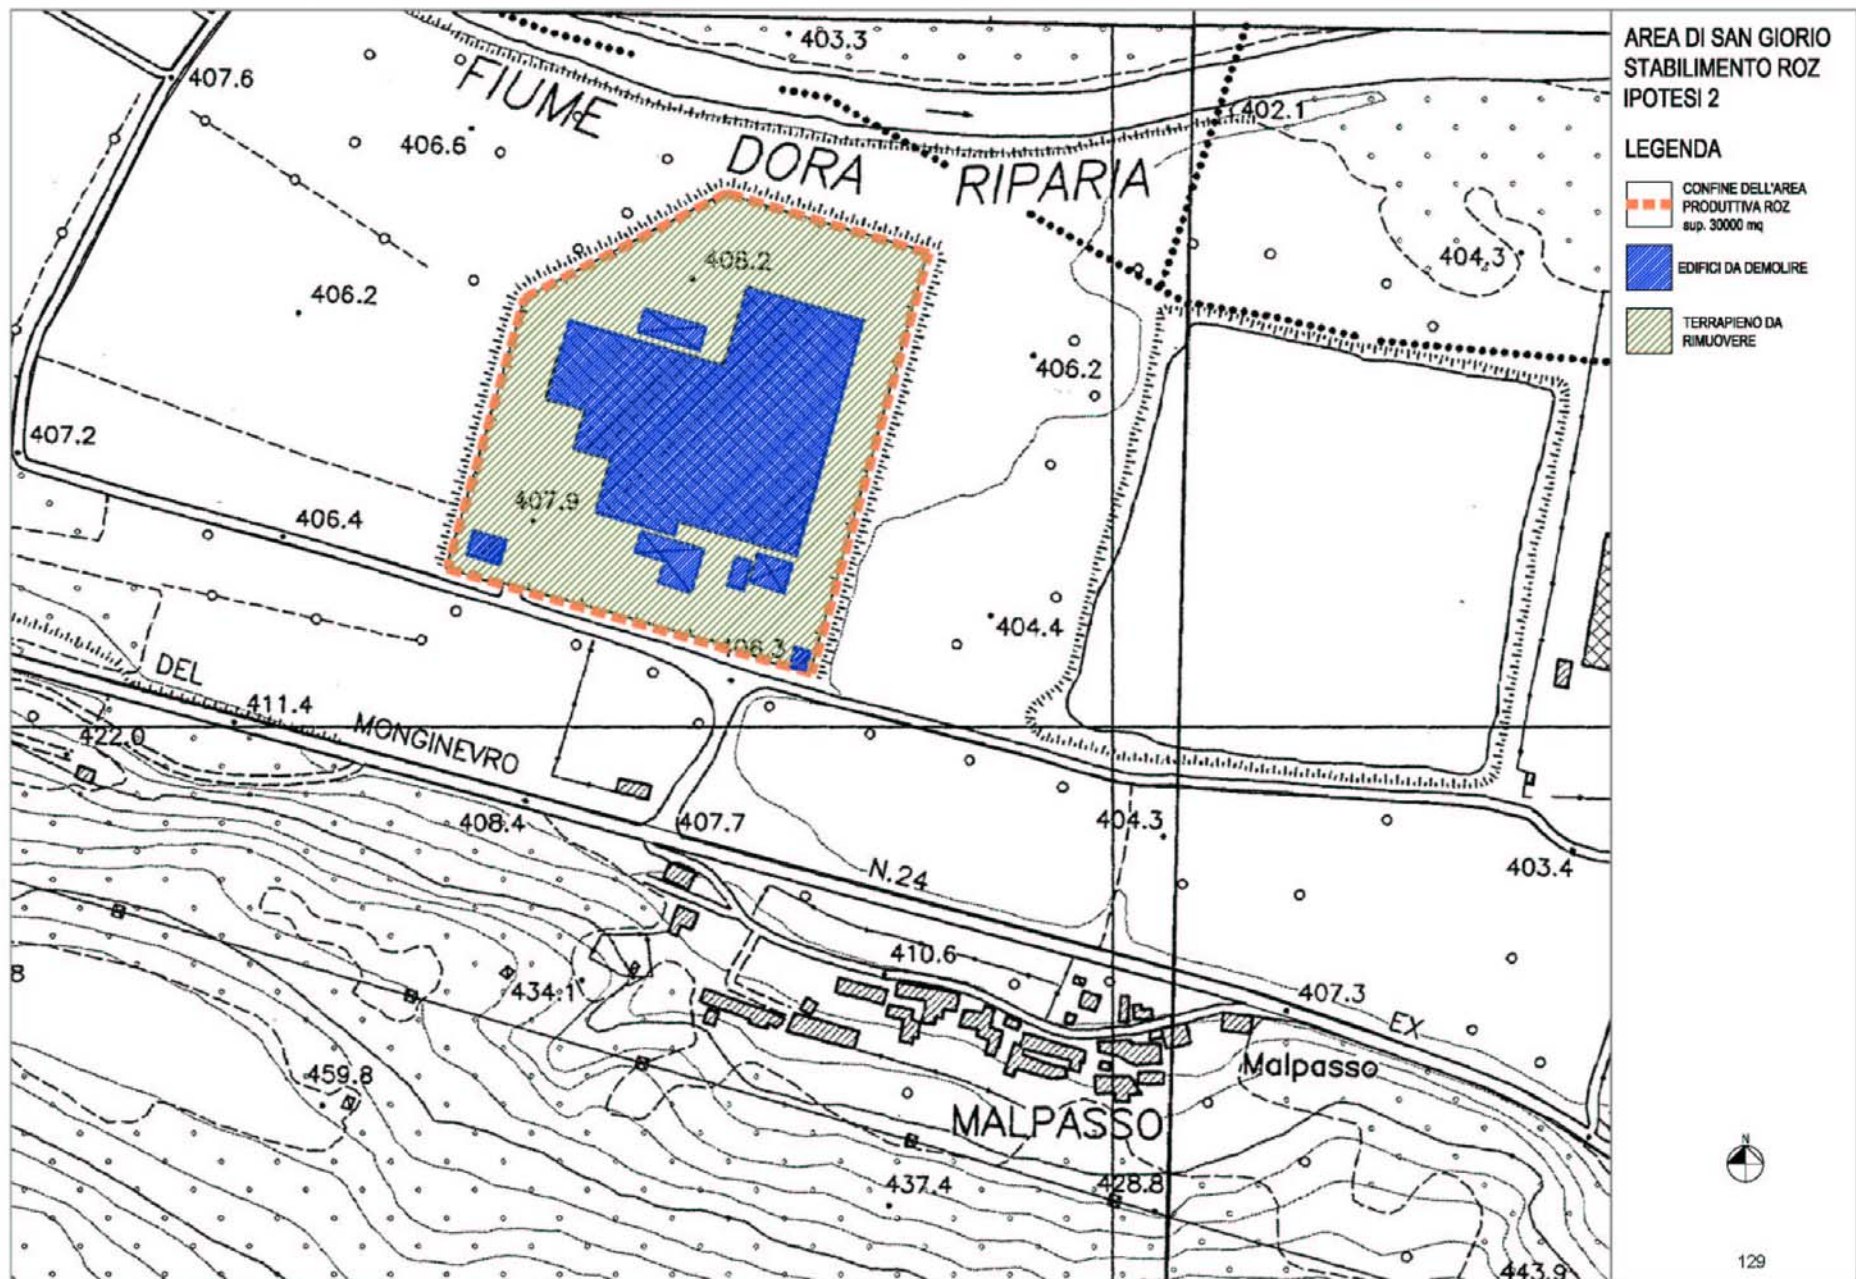 403.3
407.6
FIUME
402.1
406.6
DORA
RIPARIA
408.2
404.3
406.2
406.2
407.2
407.9
406.4
404.4
406.3
DEL
411.4
422.0
MONGINEVRO
408.4
407.7
404.3
403.4
N.24
410.6
8
434.1
407.3
EX
459.8
Malpasso
MALPASSO
437.4
428.8
443.9
AREA DI SAN GIORIO
STABILIMENTO ROZ
IPOTESI 2
LEGENDA
CONFINE DELL'AREA
PRODUTTIVA ROZ
sup. 30000 mq
EDIFICI DA DEMOLIRE
TERRAPIENO DA
RIMUOVERE
N
129